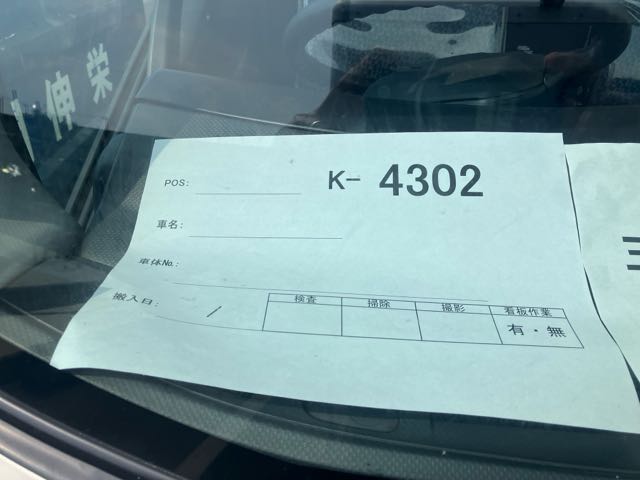 伸栄
POS:
K- 4302
車名:
車体No.:
搬入日: /
検査 掃除 撮影 看板作業
有・無